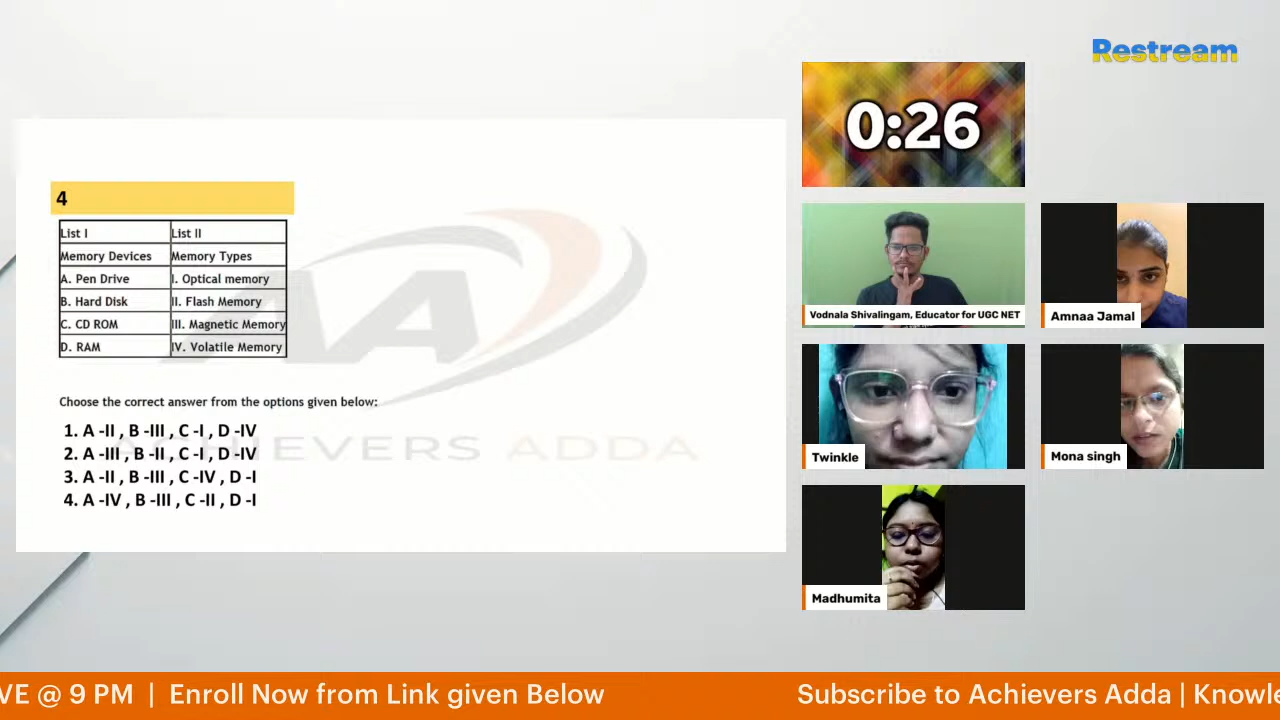 Restream
0:26
4
List I	List II
Memory Devices	Memory Types
A. Pen Drive	I. Optical memory
B. Hard Disk	II. Flash Memory
C. CD ROM	III. Magnetic Memory
D. RAM	IV. Volatile Memory
Choose the correct answer from the options given below:
1. A -II , B -III , C -I , D -IV
2. A -III , B -II , C -I , D -IV
3. A -II , B -III , C -IV , D -I
4. A -IV , B -III , C -II , D -I
AA
ACHIEVERS ADDA
Vodnala Shivalingam, Educator for UGC NET
Amnaa Jamal
Twinkle
Mona singh
Madhumita
VE @ 9 PM | Enroll Now from Link given Below Subscribe to Achievers Adda | Knowle